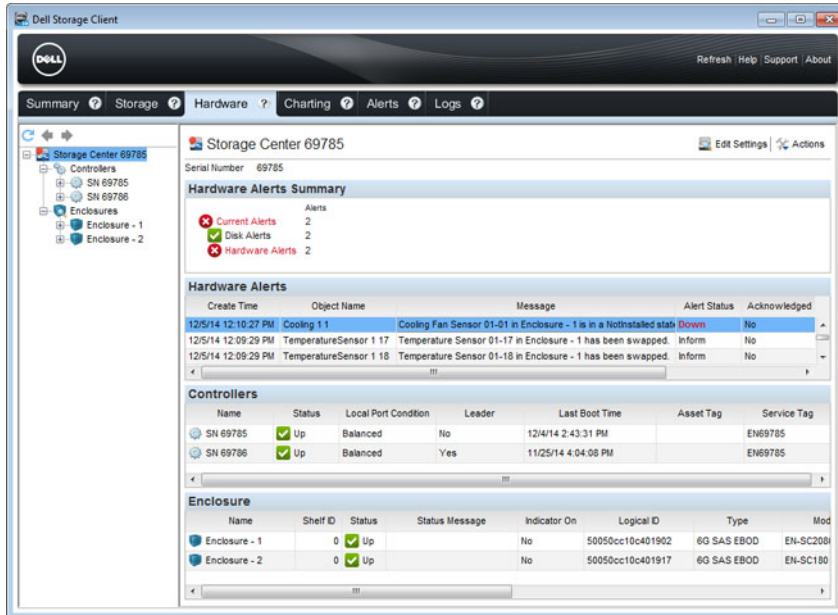 Dell Storage Client
DELL
Refresh Help Support About
Summary ? Storage ? Hardware ? Charting ? Alerts ? Logs ?
Storage Center 69785
Controllers
SN 69785
SN 69786
Enclosures
Enclosure - 1
Enclosure - 2
Storage Center 69785
Edit Settings Actions
Serial Number 69785
Hardware Alerts Summary
Alerts
Current Alerts 2
Disk Alerts 2
Hardware Alerts 2
Hardware Alerts
Create Time Object Name Message Alert Status Acknowledged
12/5/14 12:10:27 PM Cooling 1 1 Cooling Fan Sensor 01-01 in Enclosure - 1 is in a NotInstalled stat Down No
12/5/14 12:09:29 PM TemperatureSensor 1 17 Temperature Sensor 01-17 in Enclosure - 1 has been swapped. Inform No
12/5/14 12:09:29 PM TemperatureSensor 1 18 Temperature Sensor 01-18 in Enclosure - 1 has been swapped. Inform No
Controllers
Name Status Local Port Condition Leader Last Boot Time Asset Tag Service Tag
SN 69785 Up Balanced No 12/4/14 2:43:31 PM EN69785
SN 69786 Up Balanced Yes 11/25/14 4:04:08 PM EN69785
Enclosure
Name Shelf ID Status Status Message Indicator On Logical ID Type Mod
Enclosure - 1 0 Up No 50050cc10c401902 6G SAS EBOD EN-SC208
Enclosure - 2 0 Up No 50050cc10c401917 6G SAS EBOD EN-SC180